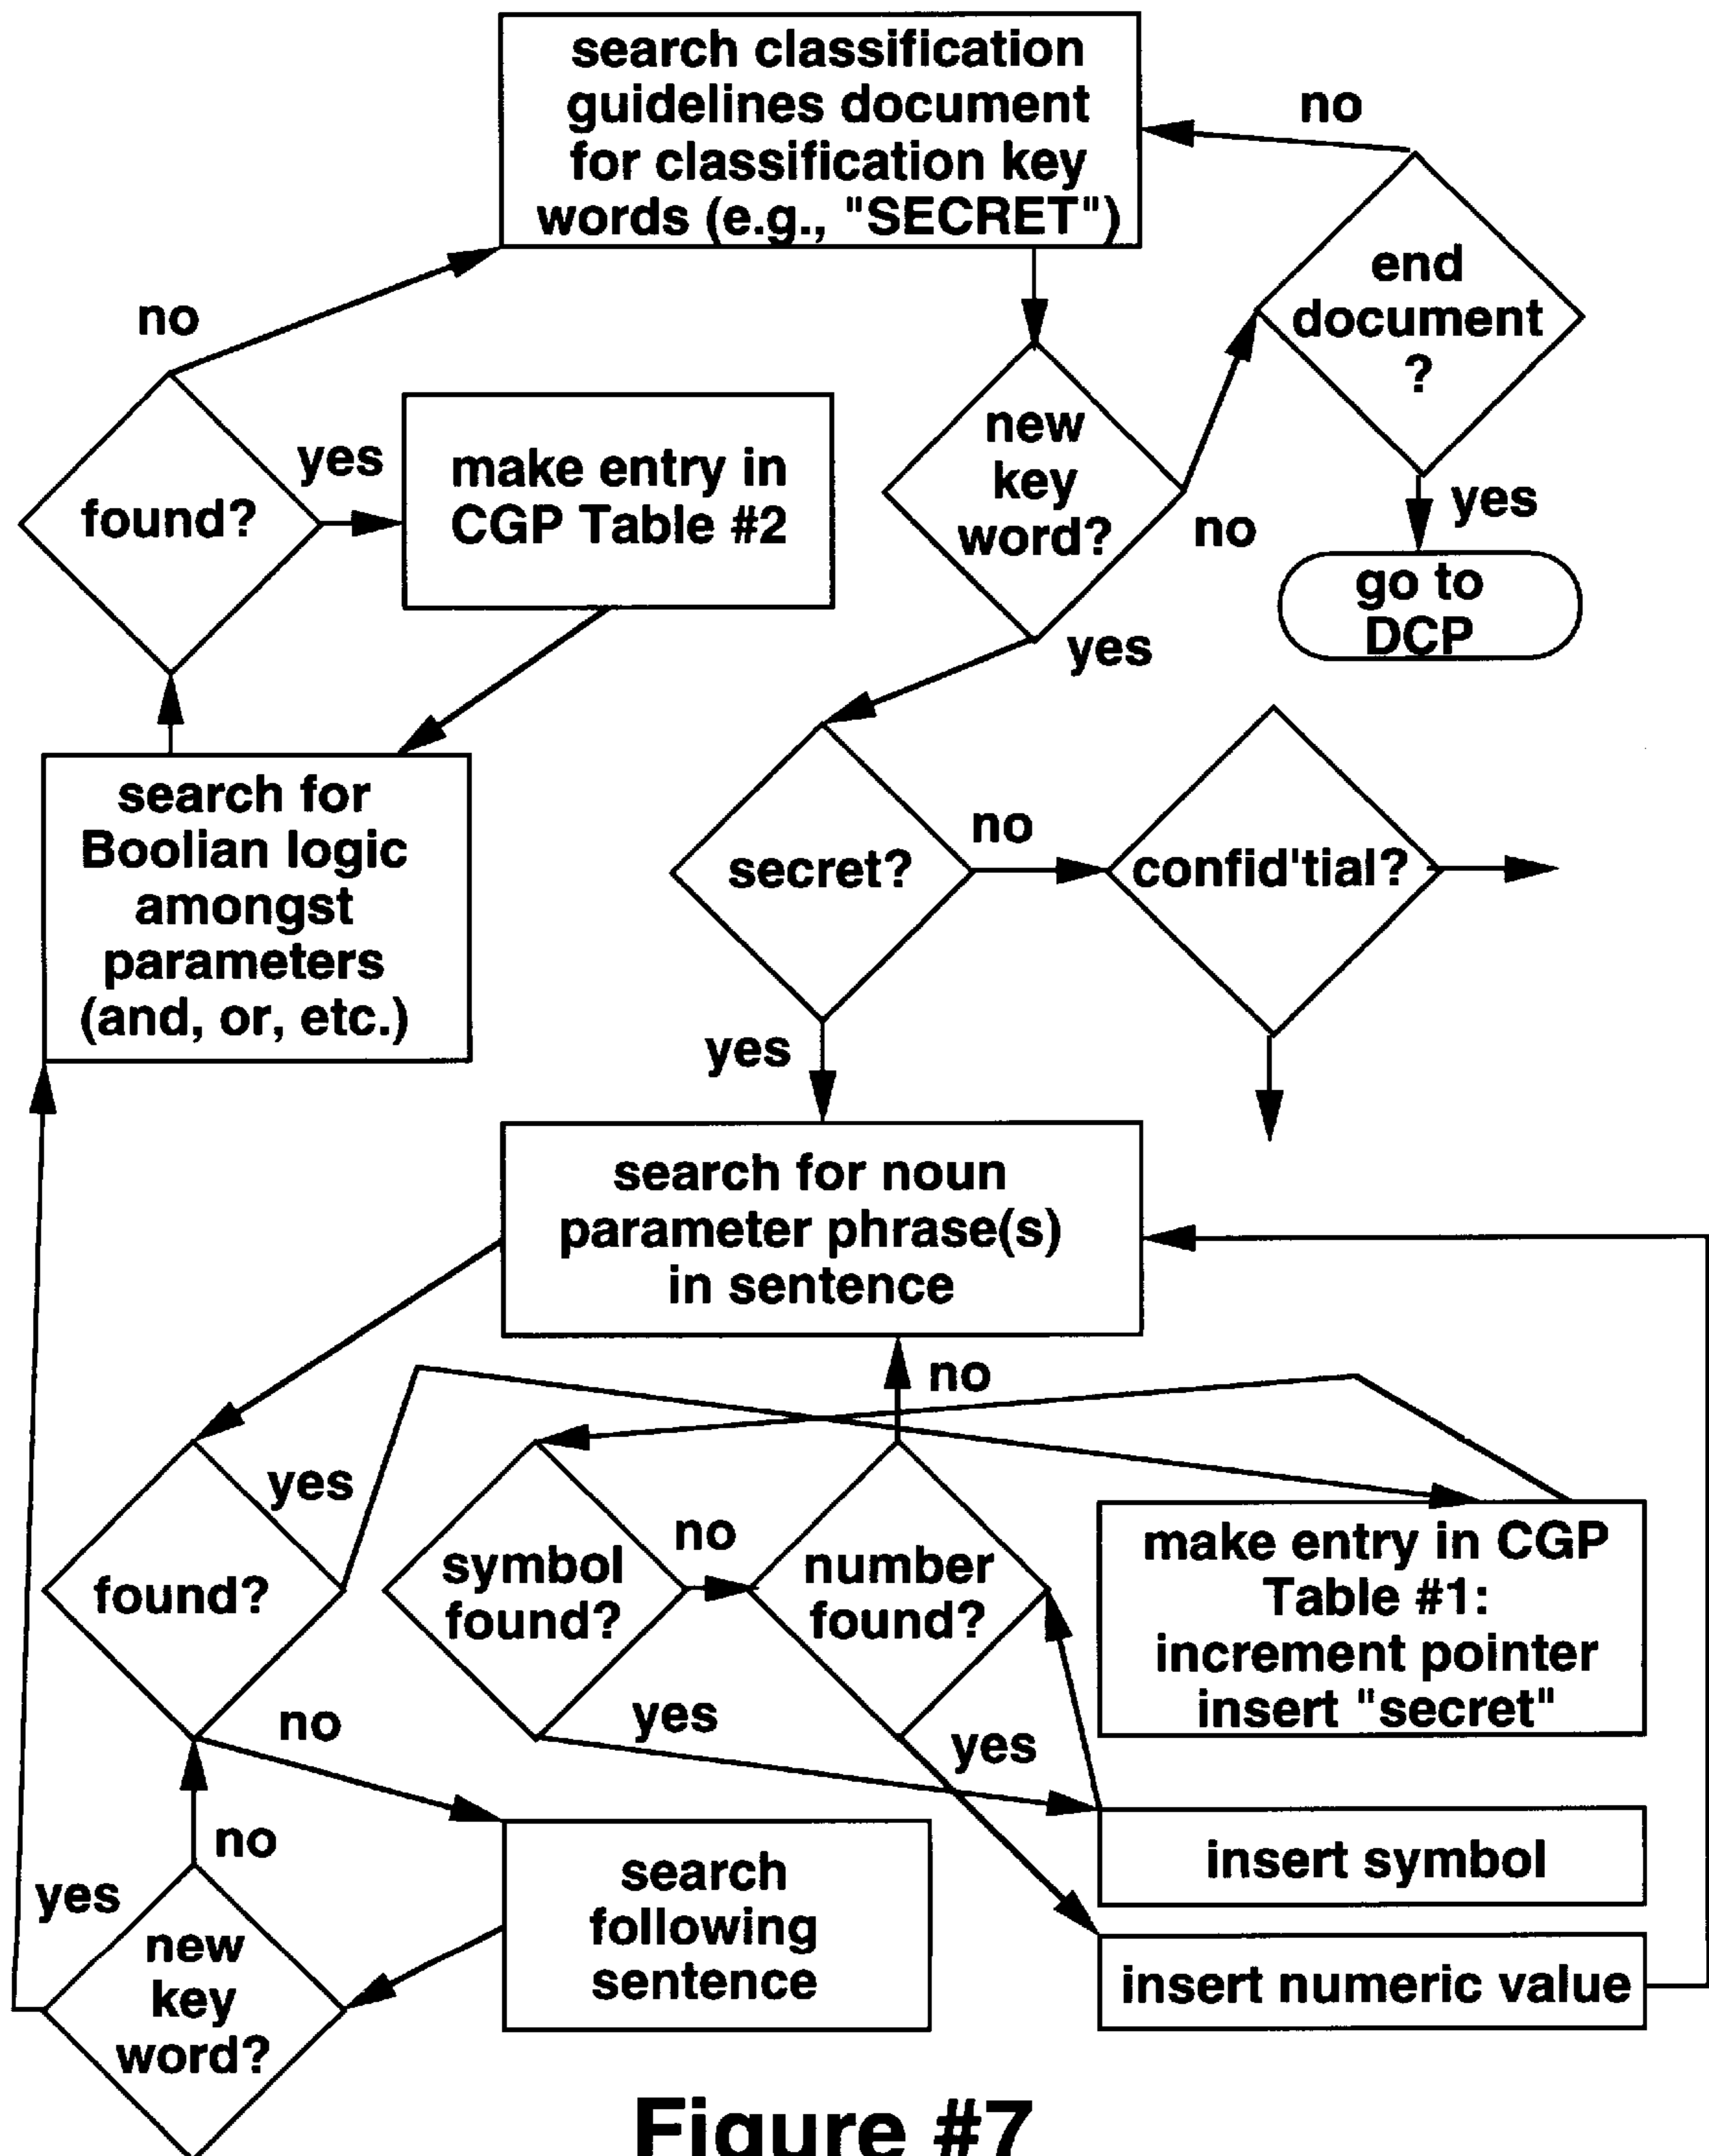 search classification
guidelines document
for classification key
words (e.g., "SECRET")
no
end
document
?
no
new
key
word?
no
yes
make entry in
CGP Table #2
found?
yes
go to
DCP
yes
search for
Boolian logic
amongst
parameters
(and, or, etc.)
secret?
no
confid'tial?
yes
search for noun
parameter phrase(s)
in sentence
no
yes
found?
symbol
found?
no
number
found?
make entry in CGP
Table #1:
increment pointer
insert "secret"
no
yes
yes
insert symbol
no
yes
search
following
sentence
new
key
word?
insert numeric value
Figure #7